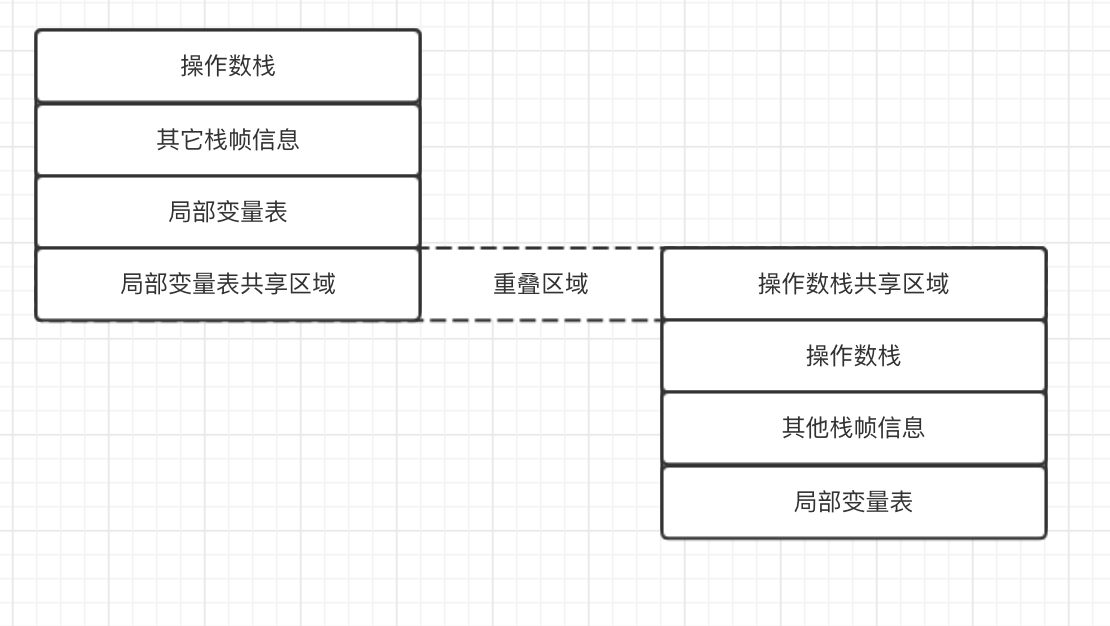 操作数栈
其它栈帧信息
局部变量表
局部变量表共享区域
重叠区域
操作数栈共享区域
操作数栈
其他栈帧信息
局部变量表